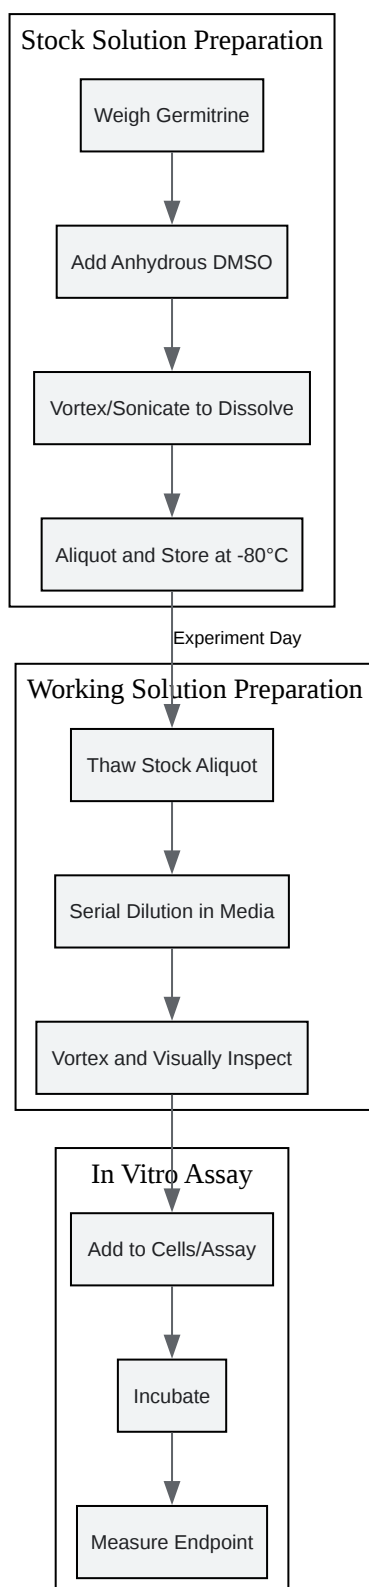 Stock Solution Preparation
Weigh Germitrine
Add Anhydrous DMSO
Vortex/Sonicate to Dissolve
Aliquot and Store at -80°C
Experiment Day
Working Solution Preparation
Thaw Stock Aliquot
Serial Dilution in Media
Vortex and Visually Inspect
In Vitro Assay
Add to Cells/Assay
Incubate
Measure Endpoint